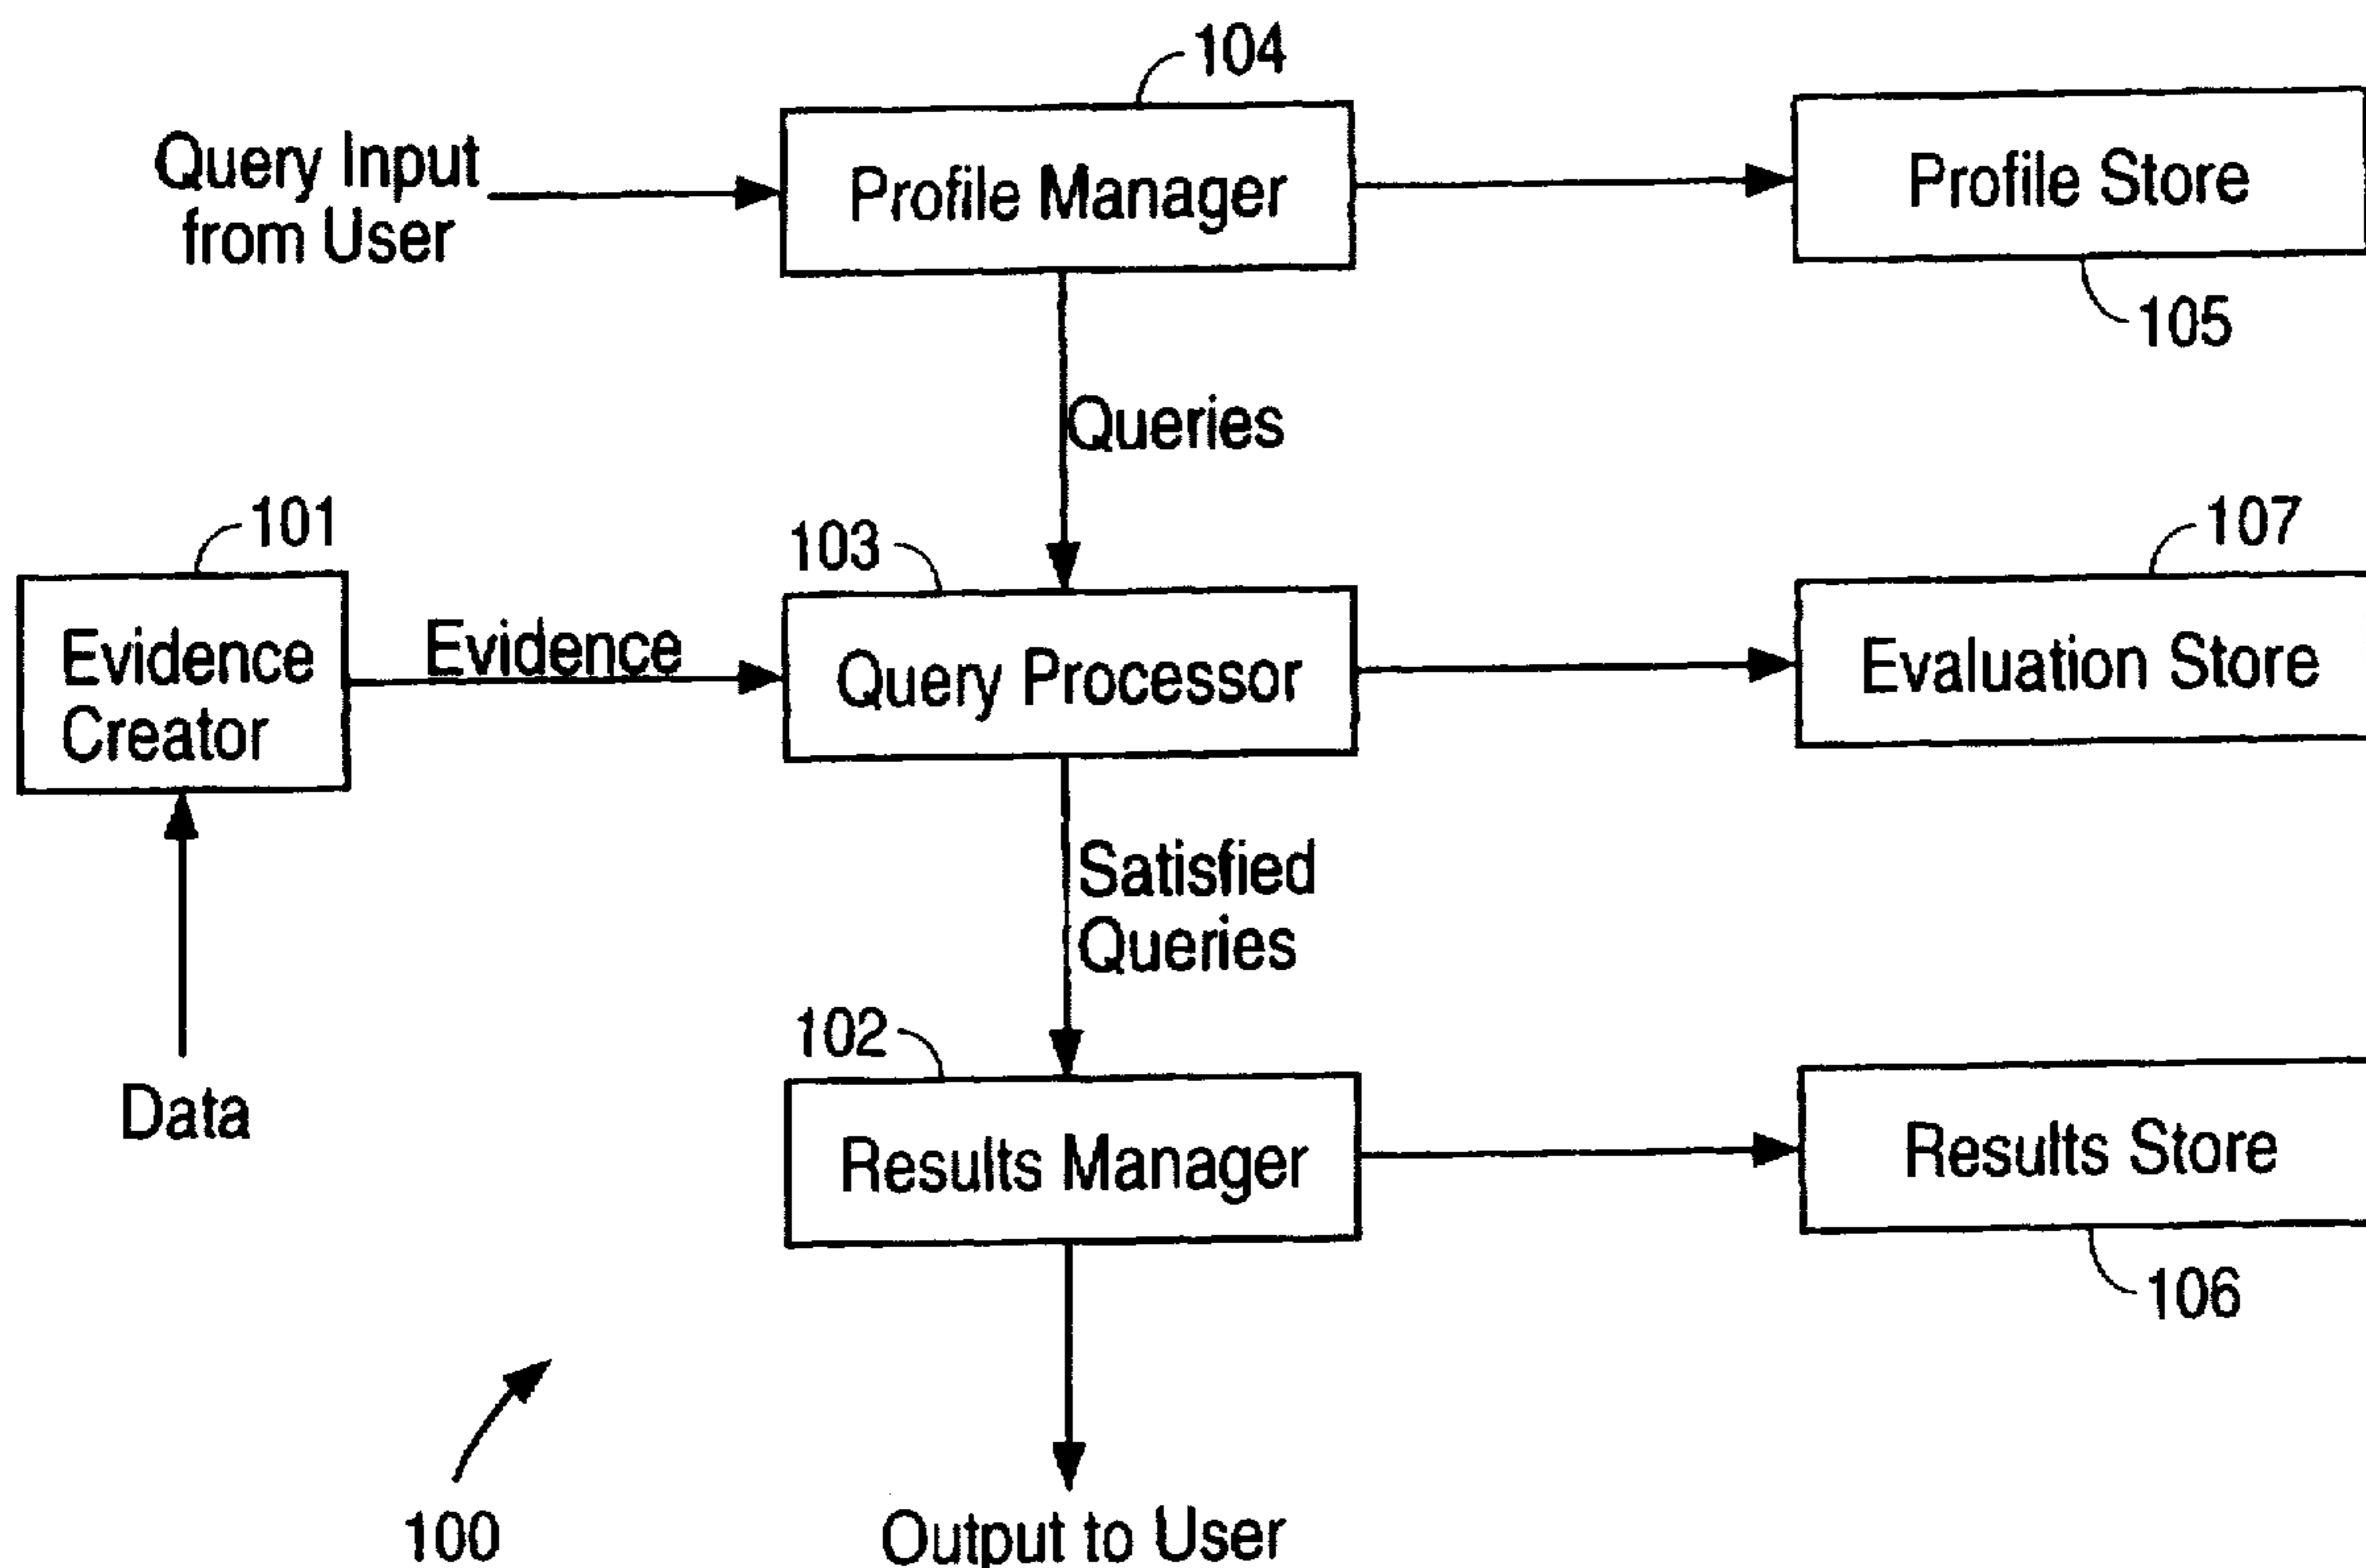 104
Query Input
from User
Profile Manager
Profile Store
105
Queries
101
103
107
Evidence
Creator
Evidence
Query Processor
Evaluation Store
Satisfied
Queries
102
Data
Results Manager
Results Store
106
100
Output to User